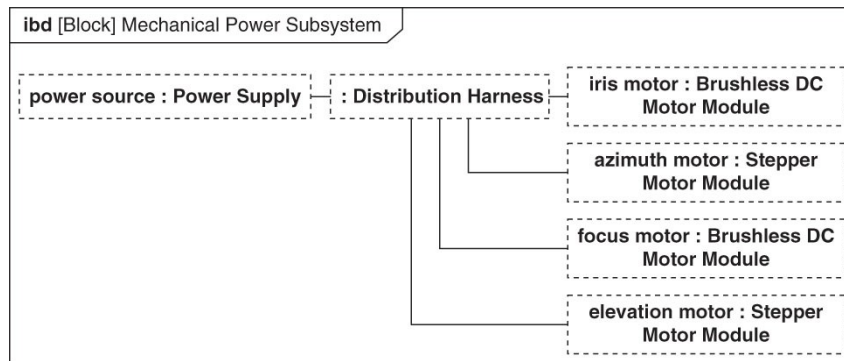 ibd [Block] Mechanical Power Subsystem
power source : Power Supply
: Distribution Harness
iris motor : Brushless DC
Motor Module
azimuth motor : Stepper
Motor Module
focus motor : Brushless DC
Motor Module
elevation motor : Stepper
Motor Module